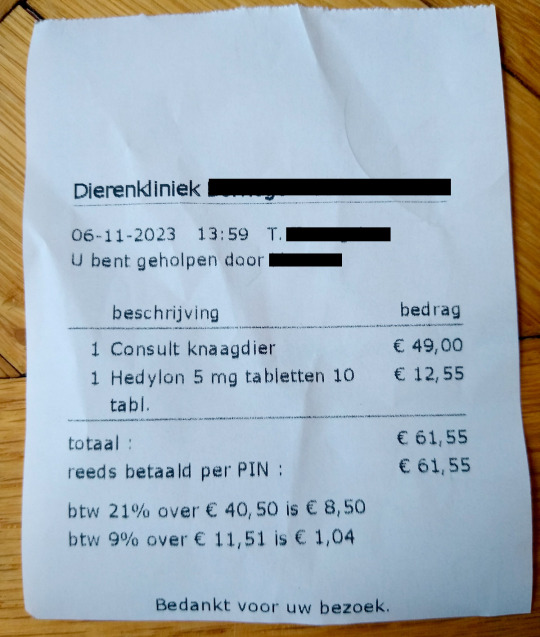 Dierenkliniek
06-11-2023 13:59 T.
U bent geholpen door
beschrijving bedrag
1 Consult knaagdier € 49,00
1 Hedylon 5 mg tabletten 10 € 12,55
tabl.
totaal : € 61,55
reeds betaald per PIN : € 61,55
btw 21% over € 40,50 is € 8,50
btw 9% over € 11,51 is € 1,04
Bedankt voor uw bezoek.